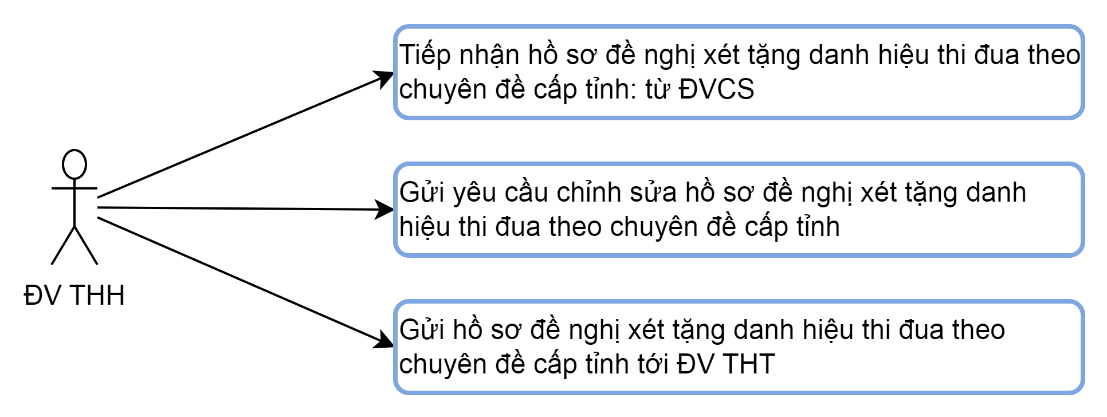 Tiếp nhận hồ sơ đề nghị xét tặng danh hiệu thi đua theo
chuyên đề cấp tỉnh: từ ĐVCS
Gửi yêu cầu chỉnh sửa hồ sơ đề nghị xét tặng danh
hiệu thi đua theo chuyên đề cấp tỉnh
ĐV THH
Gửi hồ sơ đề nghị xét tặng danh hiệu thi đua theo
chuyên đề cấp tỉnh tới ĐV THT